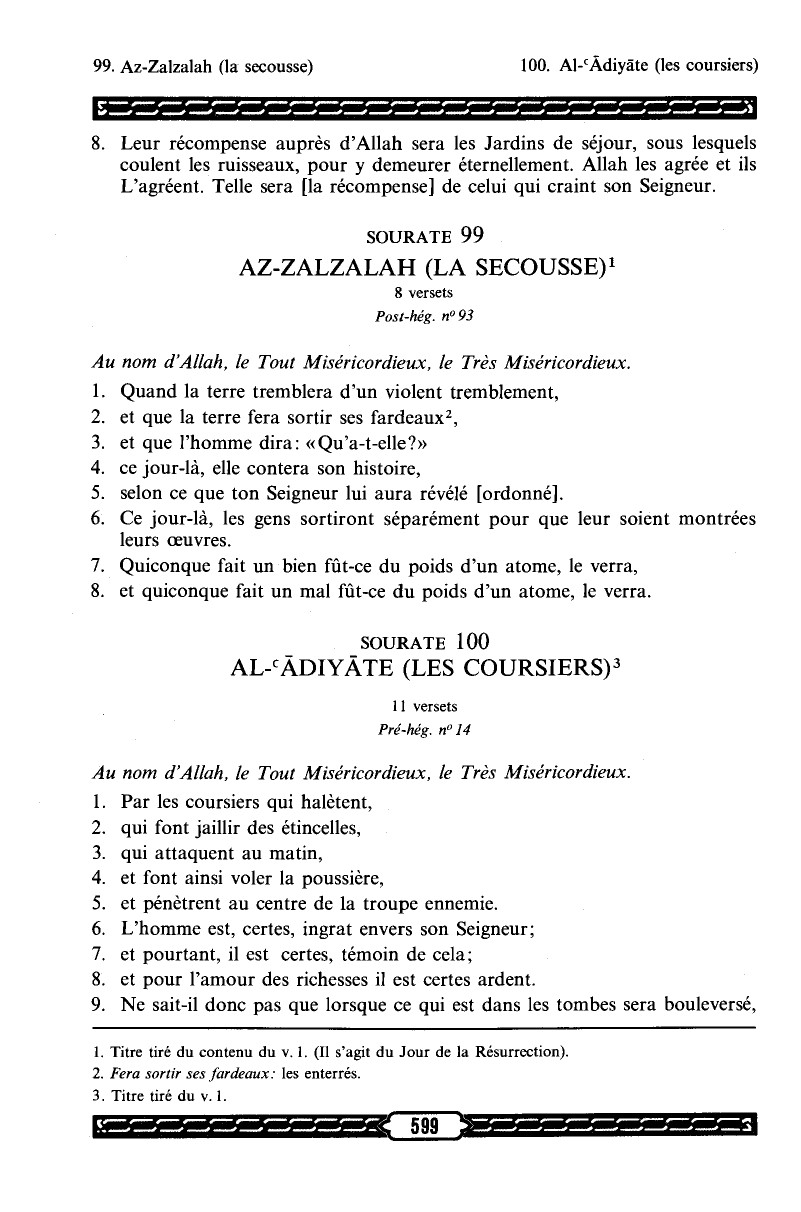 99. Az-Zalzalah (la secousse) 100. Al-ᶜĀdiyāte (les coursiers)
8. Leur récompense auprès d'Allah sera les Jardins de séjour, sous lesquels
coulent les ruisseaux, pour y demeurer éternellement. Allah les agrée et ils
L'agréent. Telle sera [la récompense] de celui qui craint son Seigneur.
SOURATE 99
AZ-ZALZALAH (LA SECOUSSE)¹
8 versets
Post-hég. nº 93
Au nom d'Allah, le Tout Miséricordieux, le Très Miséricordieux.
1. Quand la terre tremblera d'un violent tremblement,
2. et que la terre fera sortir ses fardeaux²,
3. et que l'homme dira: «Qu'a-t-elle?»
4. ce jour-là, elle contera son histoire,
5. selon ce que ton Seigneur lui aura révélé [ordonné].
6. Ce jour-là, les gens sortiront séparément pour que leur soient montrées
leurs œuvres.
7. Quiconque fait un bien fût-ce du poids d'un atome, le verra,
8. et quiconque fait un mal fût-ce du poids d'un atome, le verra.
SOURATE 100
AL-ᶜĀDIYĀTE (LES COURSIERS)³
11 versets
Pré-hég. nº 14
Au nom d'Allah, le Tout Miséricordieux, le Très Miséricordieux.
1. Par les coursiers qui halètent,
2. qui font jaillir des étincelles,
3. qui attaquent au matin,
4. et font ainsi voler la poussière,
5. et pénètrent au centre de la troupe ennemie.
6. L'homme est, certes, ingrat envers son Seigneur;
7. et pourtant, il est certes, témoin de cela;
8. et pour l'amour des richesses il est certes ardent.
9. Ne sait-il donc pas que lorsque ce qui est dans les tombes sera bouleversé,
1. Titre tiré du contenu du v. 1. (Il s'agit du Jour de la Résurrection).
2. Fera sortir ses fardeaux: les enterrés.
3. Titre tiré du v. 1.
599